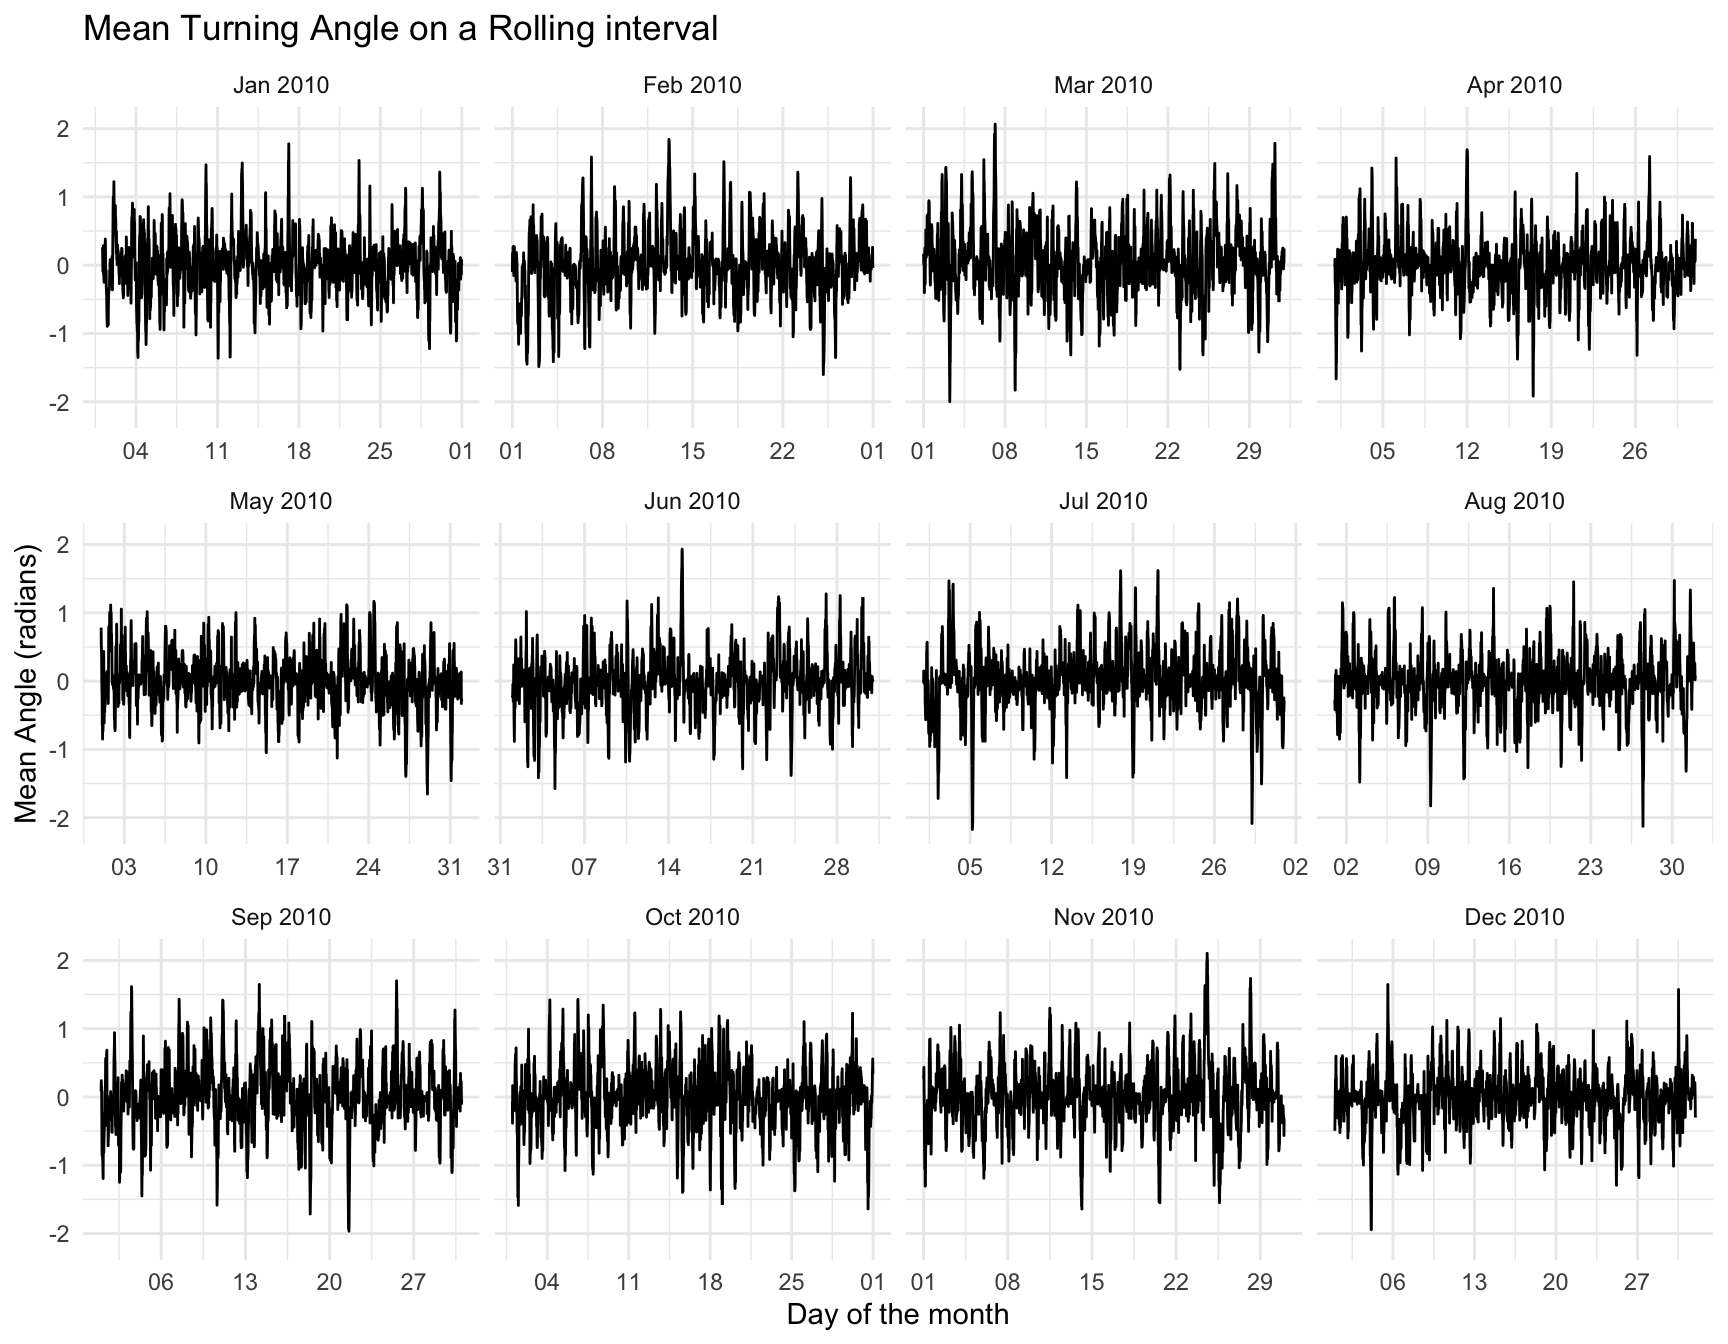 Mean Turning Angle on a Rolling interval
Jan 2010 Feb 2010 Mar 2010 Apr 2010
2
1
0
-1
-2
04 11 18 25 01 01 08 15 22 01 01 08 15 22 29 05 12 19 26
May 2010 Jun 2010 Jul 2010 Aug 2010
Mean Angle (radians)
2
1
0
-1
-2
03 10 17 24 31 31 07 14 21 28 05 12 19 26 02 02 09 16 23 30
Sep 2010 Oct 2010 Nov 2010 Dec 2010
2
1
0
-1
-2
06 13 20 27 04 11 18 25 01 01 08 15 22 29 06 13 20 27
Day of the month